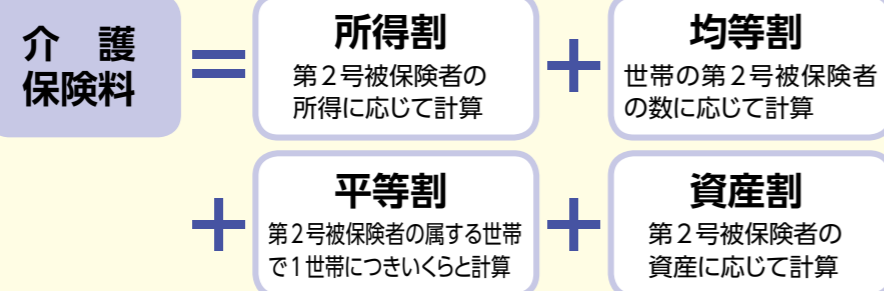 介 護
保険料
=
所得割
第2号被保険者の
所得に応じて計算
+
均等割
世帯の第2号被保険者
の数に応じて計算
+
平等割
第2号被保険者の属する世帯
で1世帯につきいくらと計算
+
資産割
第2号被保険者の
資産に応じて計算